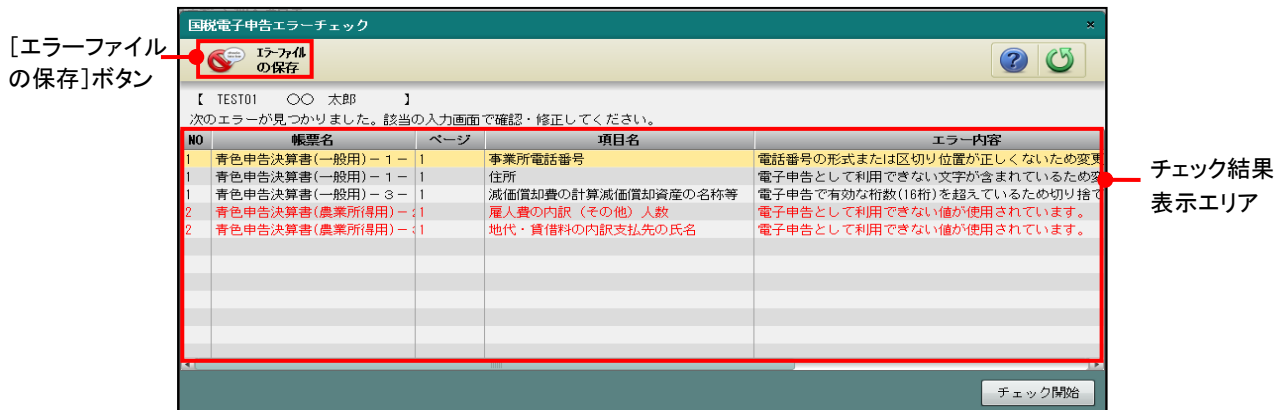 国税電子申告エラーチェック ×
[エラーファイル
の保存]ボタン
エラーファイル
の保存
【 TEST01 ○○ 太郎 】
次のエラーが見つかりました。該当の入力画面で確認・修正してください。
NO 帳票名 ページ 項目名 エラー内容
1 青色申告決算書(一般用)-1- 1 事業所電話番号 電話番号の形式または区切り位置が正しくないため変更
1 青色申告決算書(一般用)-1- 1 住所 電子申告として利用できない文字が含まれているため変
1 青色申告決算書(一般用)-3- 1 減価償却費の計算減価償却資産の名称等 電子申告で有効な桁数(16桁)を超えているため切り捨て
2 青色申告決算書(農業所得用)- 1 雇人費の内訳(その他)人数 電子申告として利用できない値が使用されています。
2 青色申告決算書(農業所得用)- 1 地代・賃借料の内訳支払先の氏名 電子申告として利用できない値が使用されています。
チェック結果
表示エリア
チェック開始